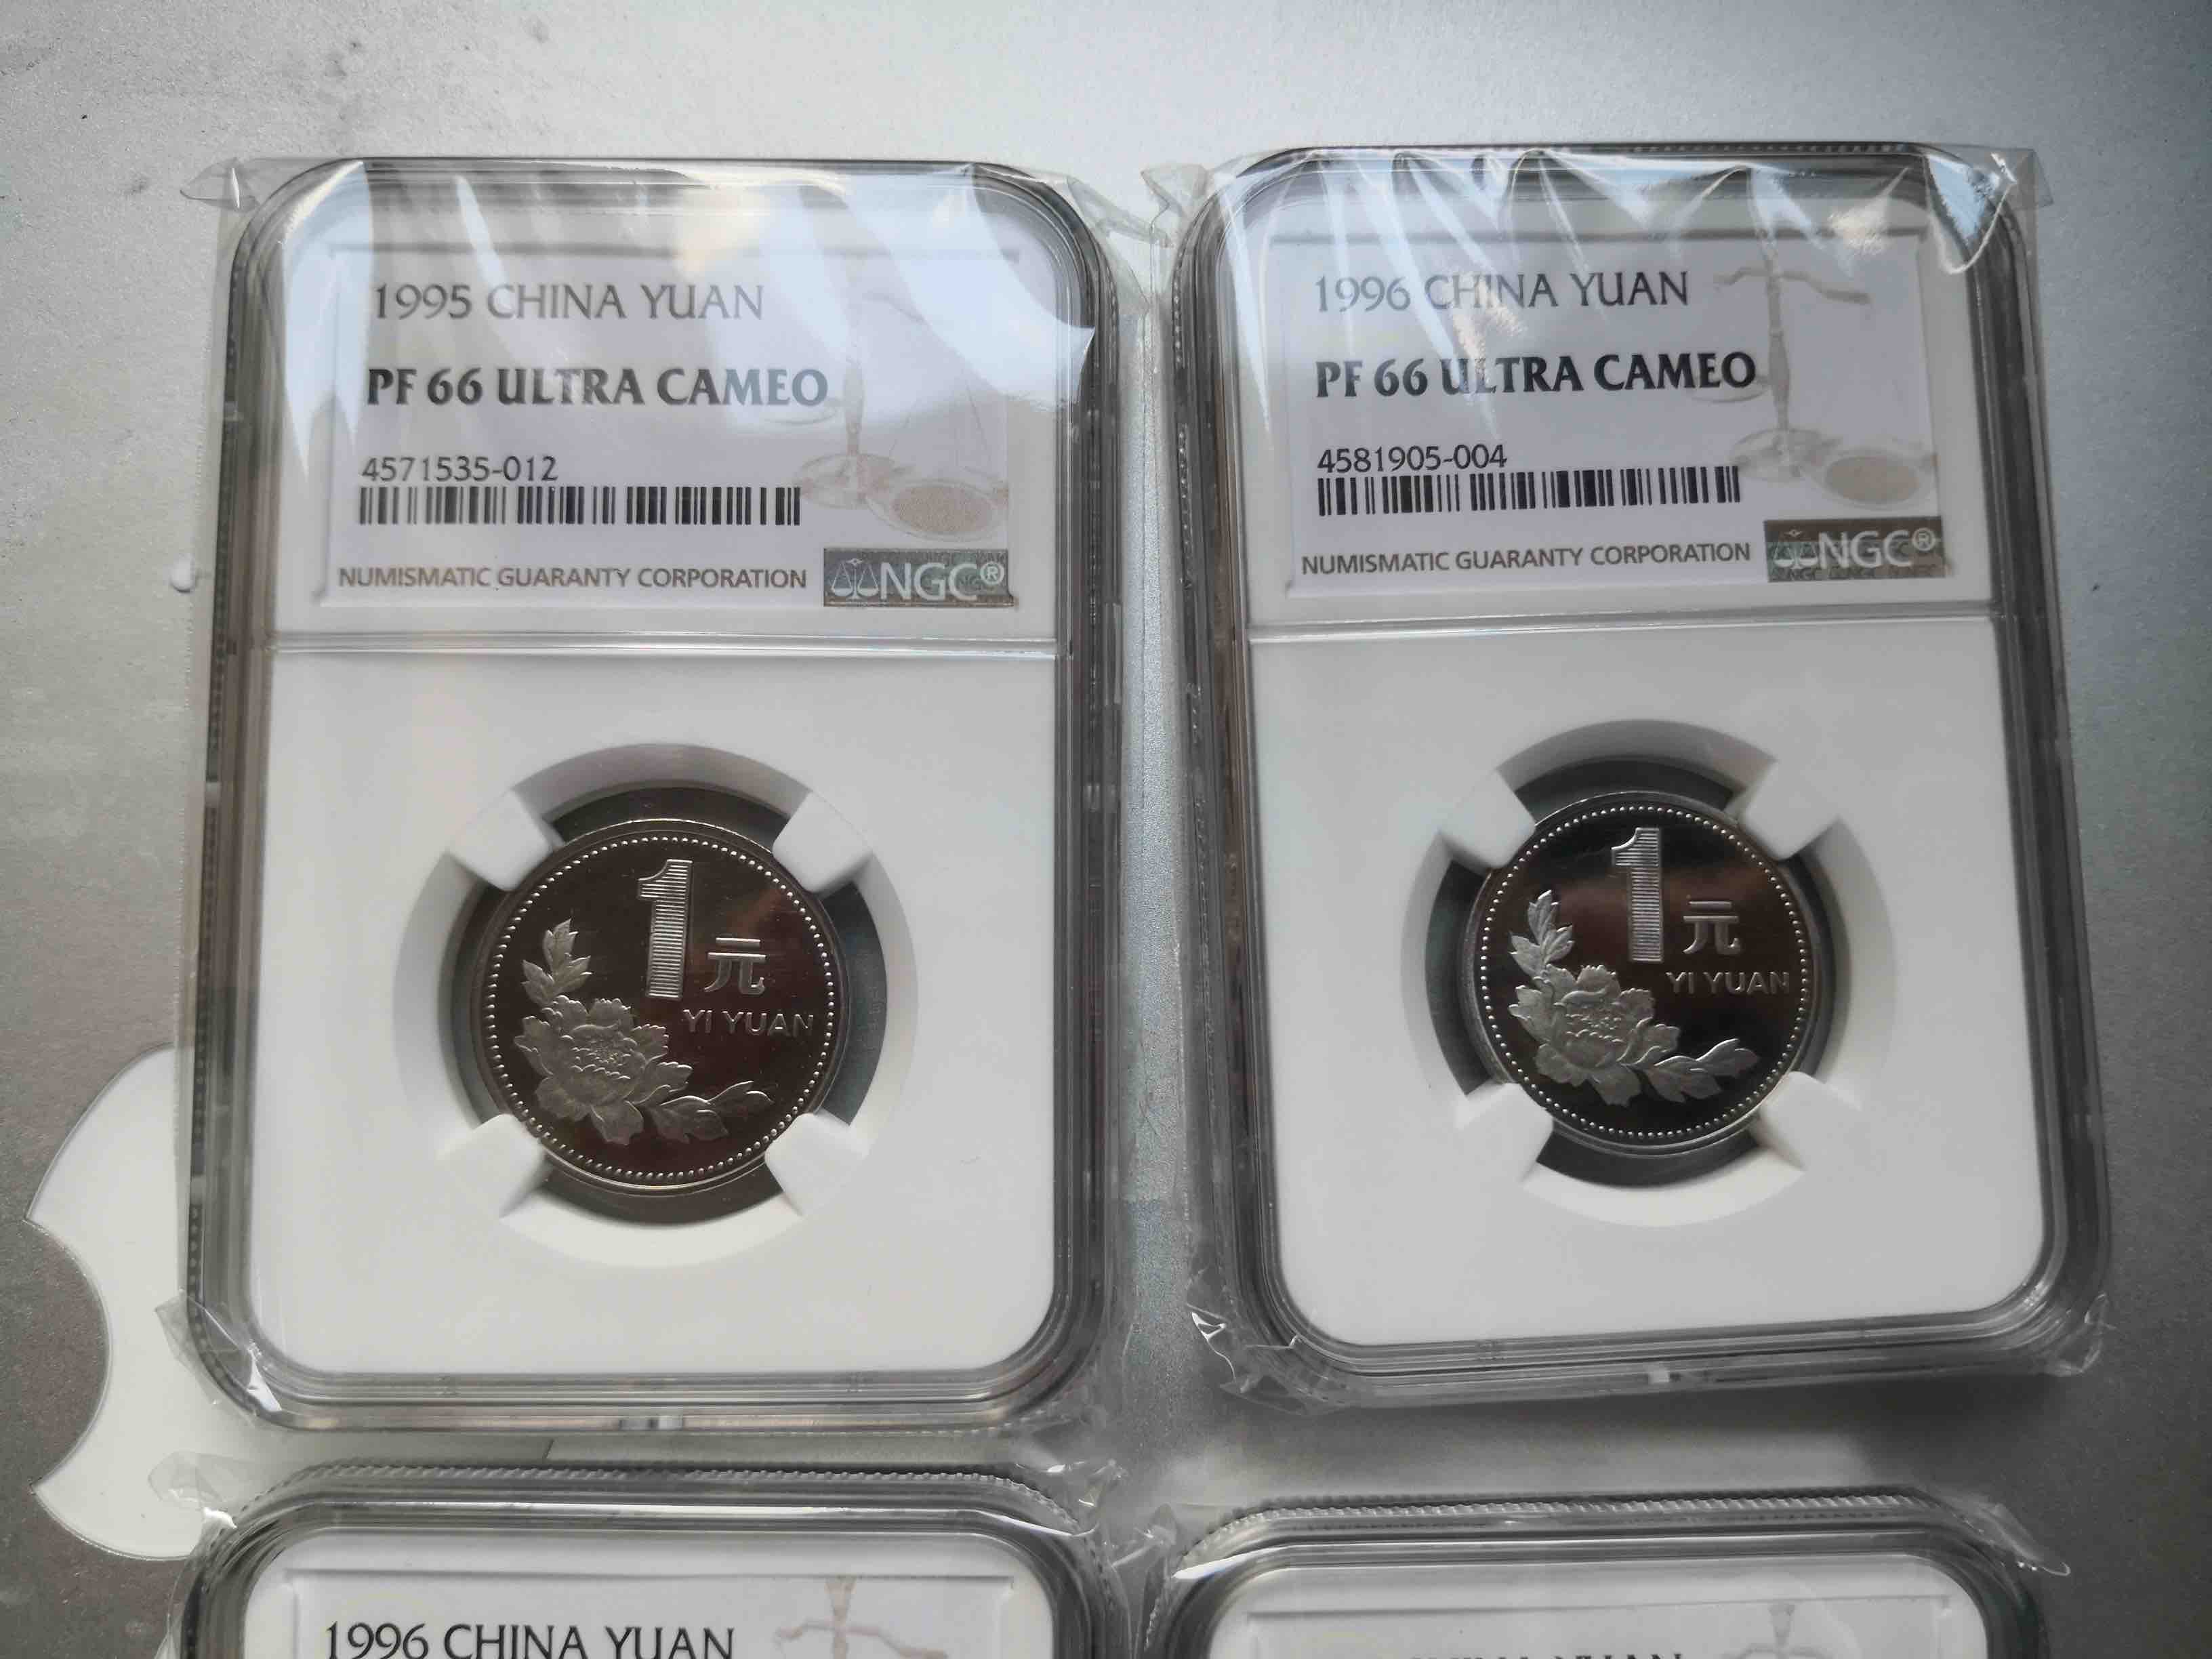 1995 CHINA YUAN
PF 66 ULTRA CAMEO
4571535-012
NUMISMATIC GUARANTY CORPORATION NGC®
1
元
YI YUAN
1996 CHINA YUAN
PF 66 ULTRA CAMEO
4581905-004
NUMISMATIC GUARANTY CORPORATION NGC®
1
元
YI YUAN
1996 CHINA YUAN